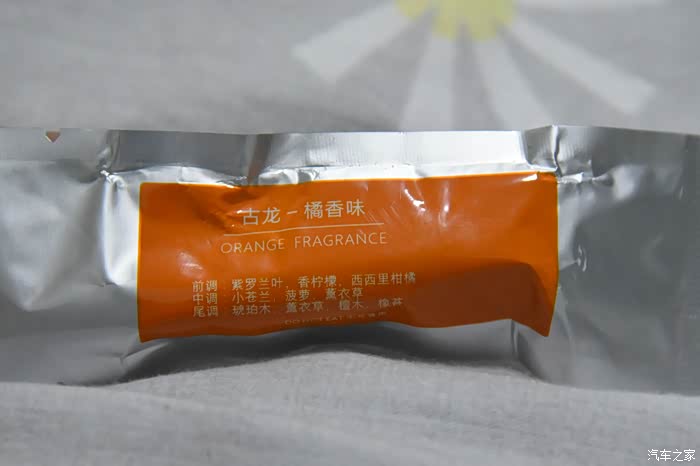 古龙－橘香味
ORANGE FRAGRANCE
前调：紫罗兰叶、香柠檬、西西里柑橘
中调：小苍兰、菠萝、薰衣草
尾调：琥珀木、薰衣草、檀木、橡苔
汽车之家